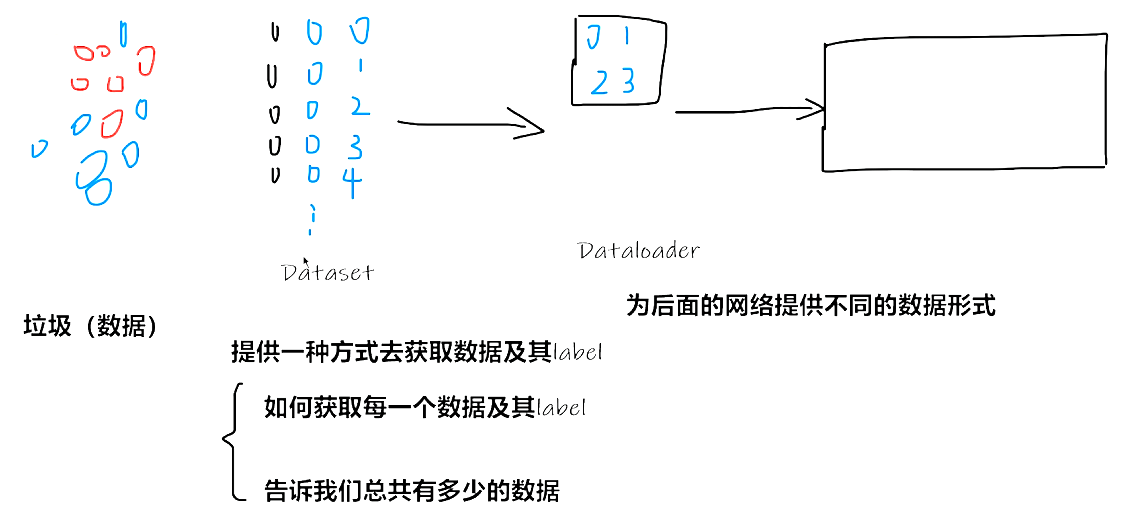 0 0 0
0 0 1
0 0 2
0 0 3
0 0 4
0 1
2 3
Dataset
Dataloader
为后面的网络提供不同的数据形式
垃圾（数据）
提供一种方式去获取数据及其label
如何获取每一个数据及其label
告诉我们总共有多少的数据